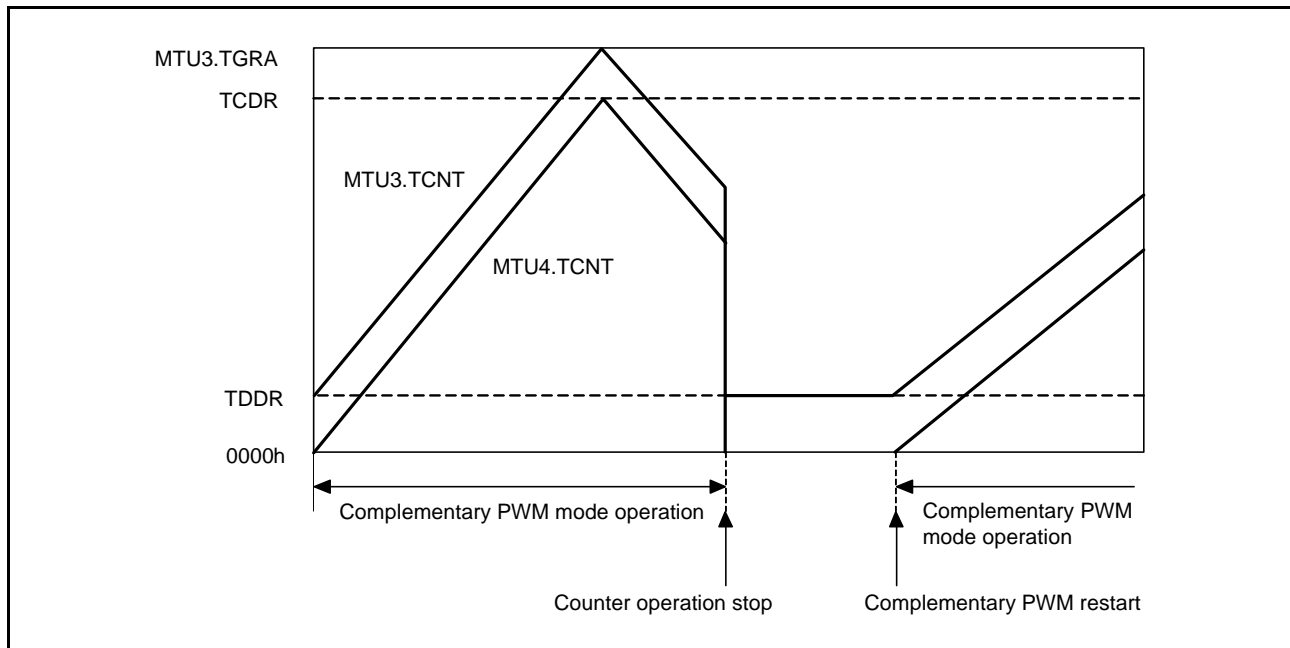 MTU3.TGRA
TCDR
MTU3.TCNT
MTU4.TCNT
TDDR
0000h
Complementary PWM mode operation
Complementary PWM
mode operation
Counter operation stop
Complementary PWM restart